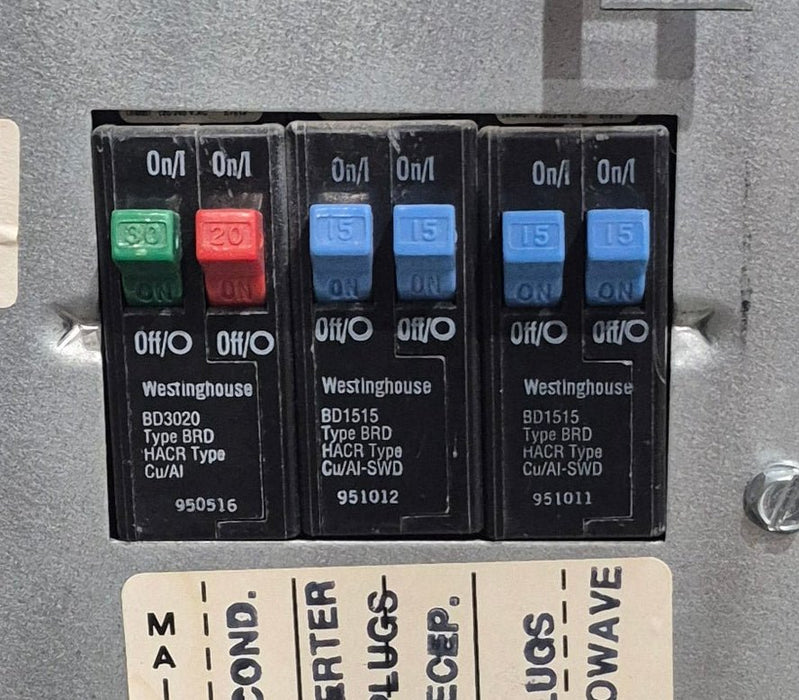 On/I On/I
30 20
ON ON
Off/O Off/O
Westinghouse
BD3020
Type BRD
HACR Type
Cu/Al
950516
On/I On/I
15 15
ON ON
Off/O Off/O
Westinghouse
BD1515
Type BRD
HACR Type
Cu/Al-SWD
951012
On/I On/I
15 15
ON ON
Off/O Off/O
Westinghouse
BD1515
Type BRD
HACR Type
Cu/Al-SWD
951011
MAI
COND.
ERTER
PLUGS
ECEP.
LUGS
OWAVE